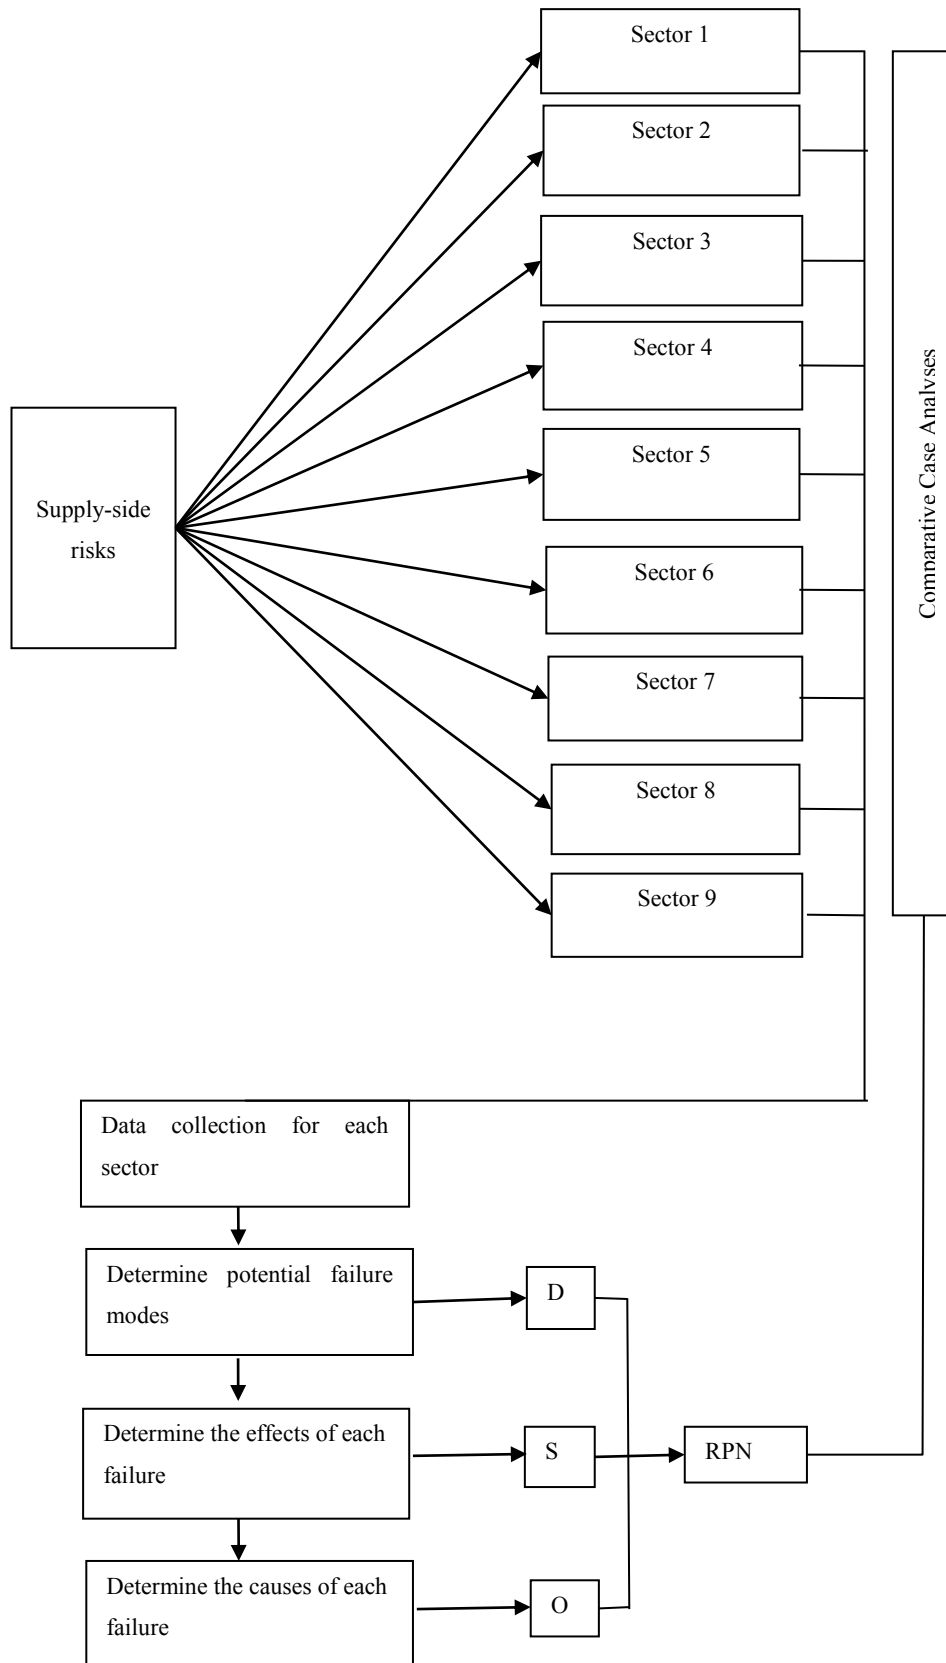 Sector 1
Sector 2
Sector 3
Sector 4
Sector 5
Sector 6
Sector 7
Sector 8
Sector 9
Supply-side
risks
Comparative Case Analyses
Data collection for each
sector
Determine potential failure
modes
D
Determine the effects of each
failure
S
RPN
Determine the causes of each
failure
O